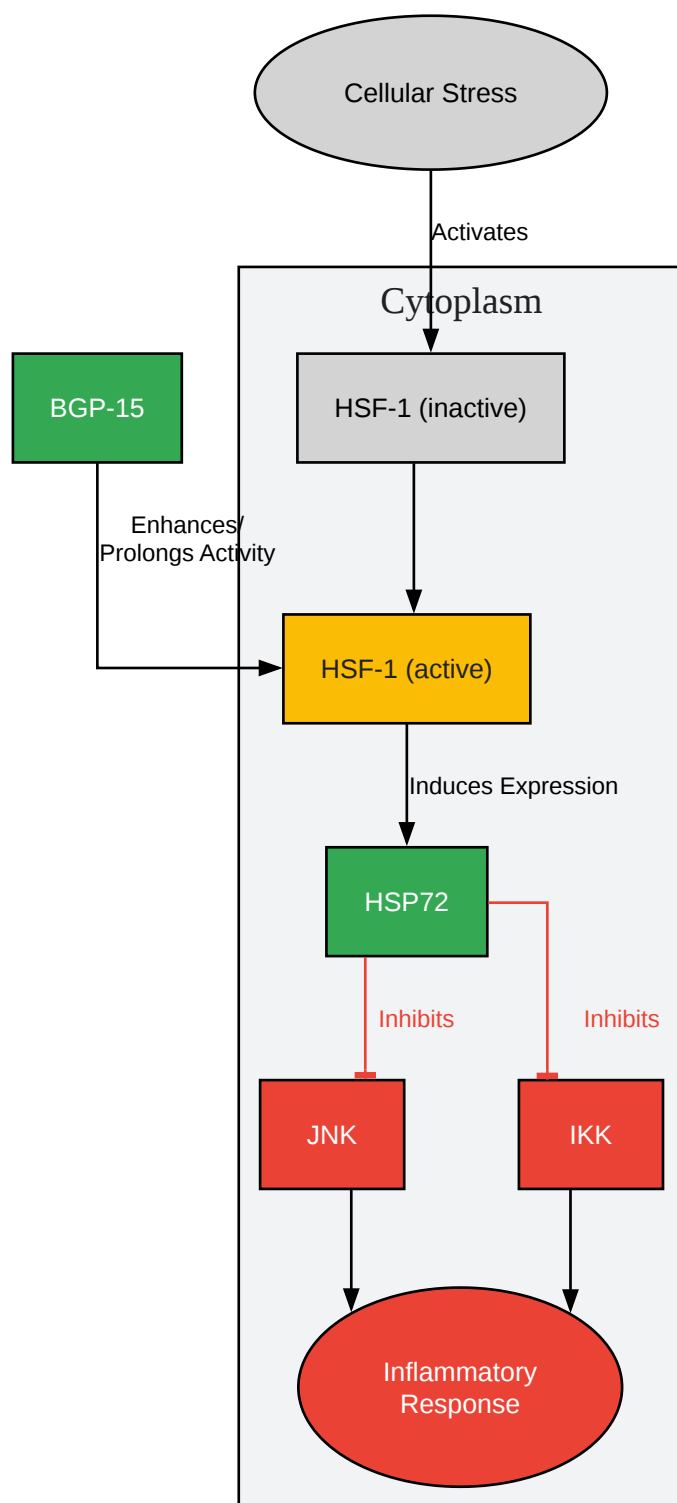 Cellular Stress
Activates
Cytoplasm
BGP-15
HSF-1 (inactive)
Enhances/
Prolongs Activity
HSF-1 (active)
Induces Expression
HSP72
Inhibits
Inhibits
JNK
IKK
Inflammatory
Response